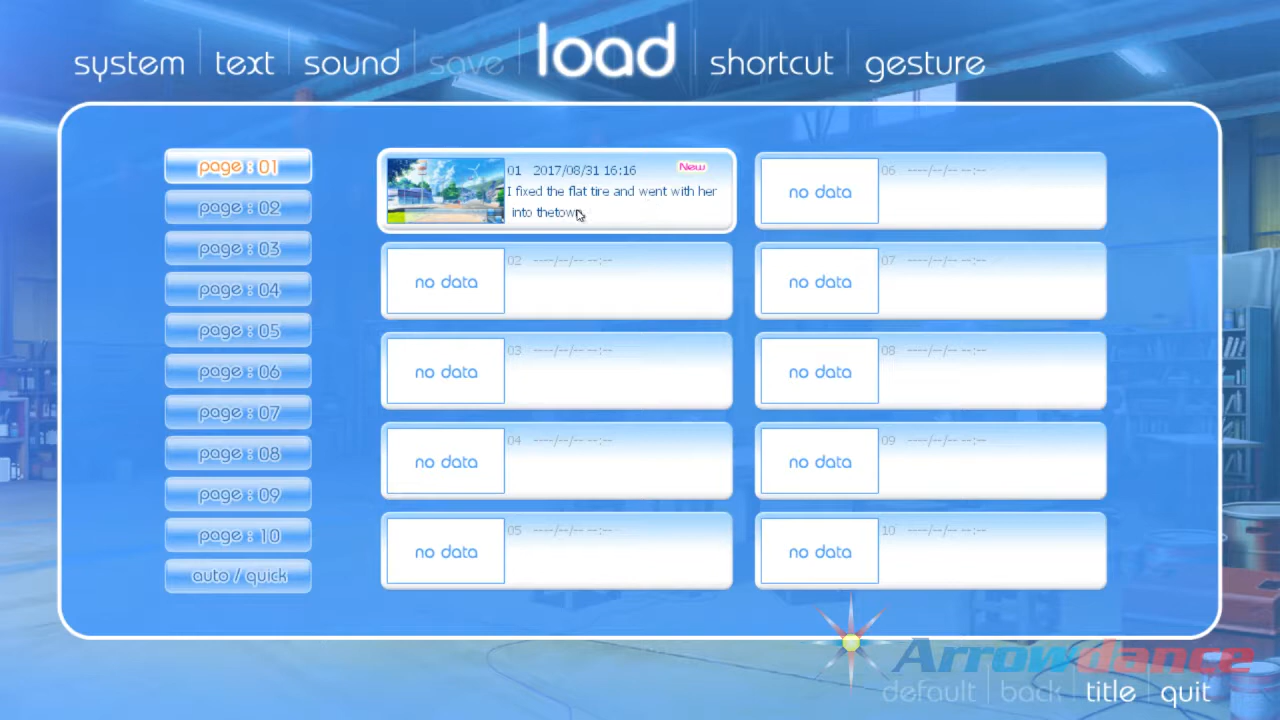 system text sound save load shortcut gesture
page : 01
page : 02
page : 03
page : 04
page : 05
page : 06
page : 07
page : 08
page : 09
page : 10
auto / quick
01 2017/08/31 16:16 New
I fixed the flat tire and went with her
into thetown
no data 02 ----/--/-- --:--
no data 03 ----/--/-- --:--
no data 04 ----/--/-- --:--
no data 05 ----/--/-- --:--
no data 06 ----/--/-- --:--
no data 07 ----/--/-- --:--
no data 08 ----/--/-- --:--
no data 09 ----/--/-- --:--
no data 10 ----/--/-- --:--
Arrowdance
default back title quit